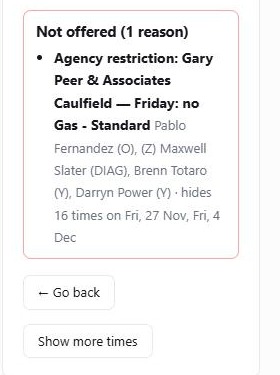 Not offered (1 reason)
• Agency restriction: Gary
Peer & Associates
Caulfield — Friday: no
Gas - Standard Pablo
Fernandez (O), (Z) Maxwell
Slater (DIAG), Brenn Totaro
(Y), Darryn Power (Y) · hides
16 times on Fri, 27 Nov, Fri, 4
Dec
← Go back
Show more times